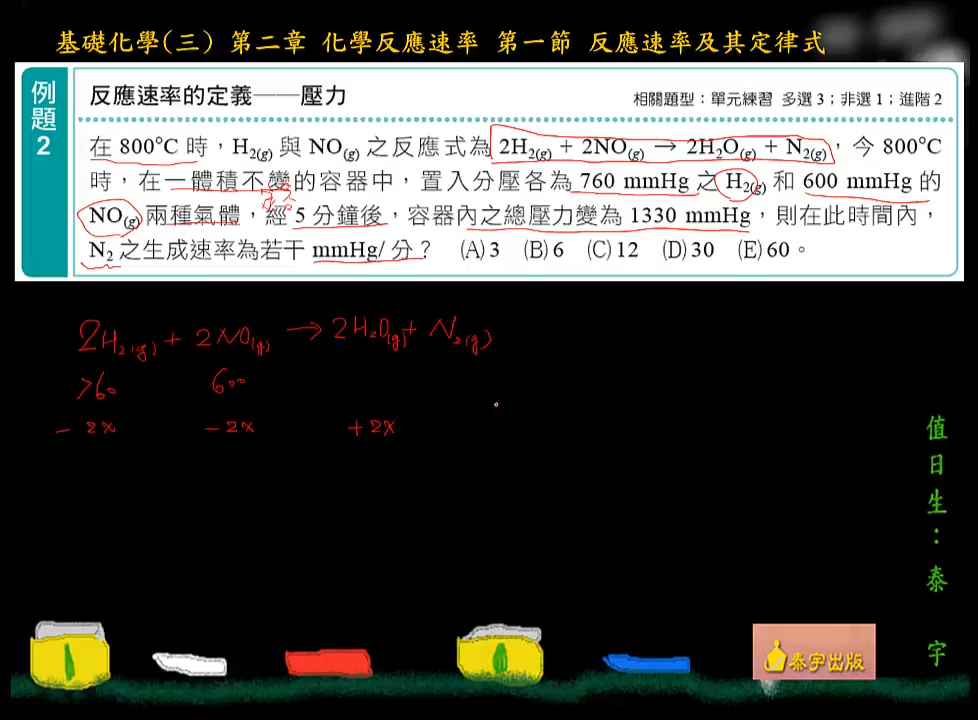 基礎化學(三) 第二章 化學反應速率 第一節 反應速率及其定律式
例題2
反應速率的定義——壓力
相關題型：單元練習 多選 3；非選 1；進階 2
在 800°C 時，H₂(g) 與 NO(g) 之反應式為 2H₂(g) + 2NO(g) → 2H₂O(g) + N₂(g)，今 800°C
時，在一體積不變的容器中，置入分壓各為 760 mmHg 之 H₂(g) 和 600 mmHg 的
NO(g) 兩種氣體，經 5 分鐘後，容器內之總壓力變為 1330 mmHg，則在此時間內，
N₂ 之生成速率為若干 mmHg/ 分？ (A) 3 (B) 6 (C) 12 (D) 30 (E) 60。
2H₂(g) + 2NO(g) → 2H₂O(g) + N₂(g)
760 600
- 2x - 2x + 2x
值日生：泰宇
泰宇出版